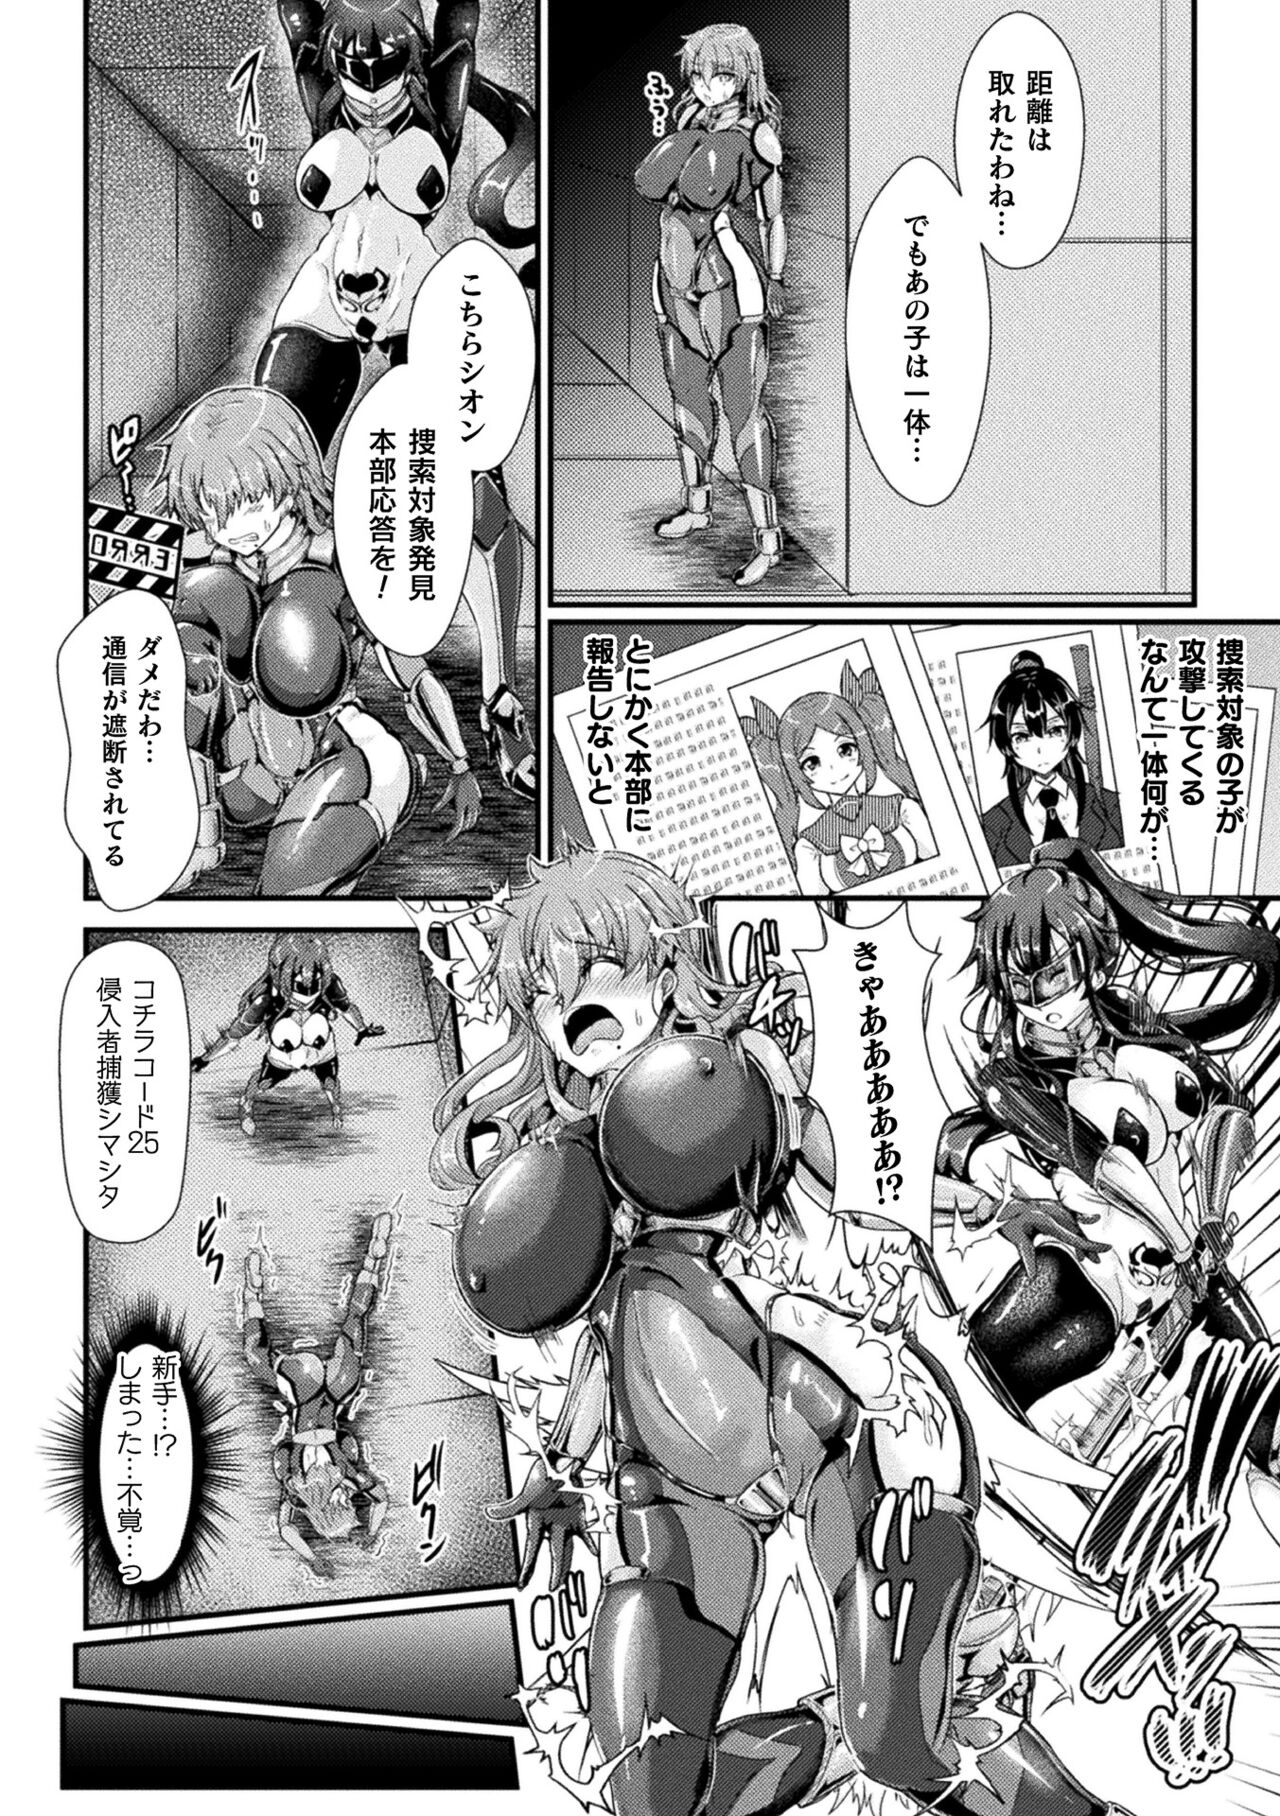 距離は
取れたわね…
でもあの子は一体…
ふぅ…
捜索対象の子が
攻撃してくる
なんて一体何が…
とにかく本部に
報告しないと
こちらシオン
捜索対象発見
本部応答を!
ピピ〜…
ERRO
ダメだわ…
通信が遮断されてる
きゃああああああ!?
コチラコード25
侵入者捕獲シマシタ
新手…!?
しまった…不覚…っ